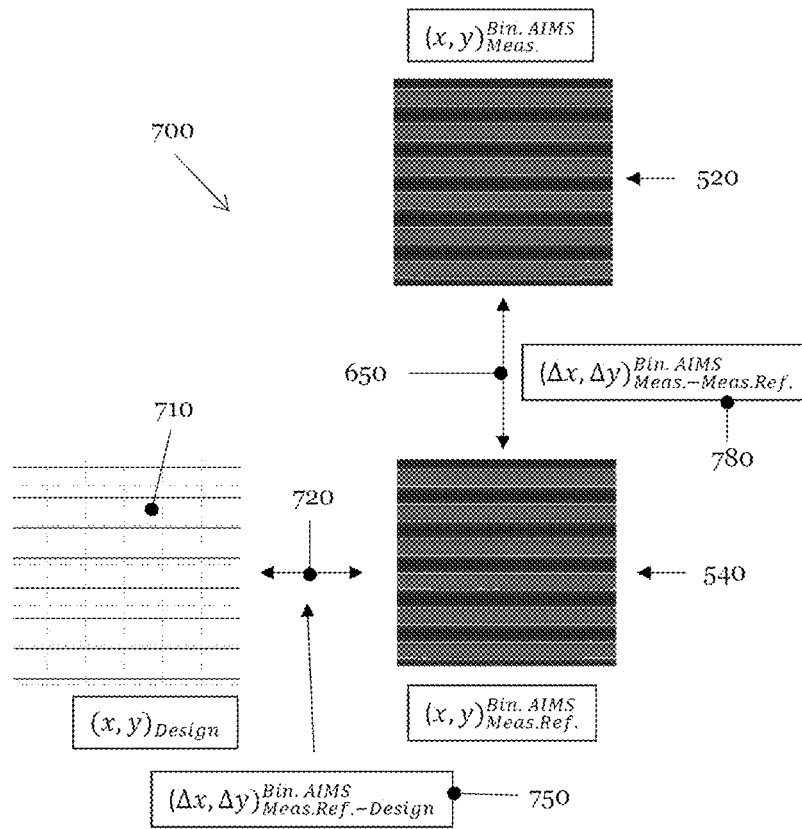 (x, y)^{Bin. AIMS}_{Meas.}
700
520
650
(Δx, Δy)^{Bin. AIMS}_{Meas.−Meas.Ref.}
780
710
720
540
(x, y)_{Design}
(x, y)^{Bin. AIMS}_{Meas.Ref.}
(Δx, Δy)^{Bin. AIMS}_{Meas.Ref.−Design}
750